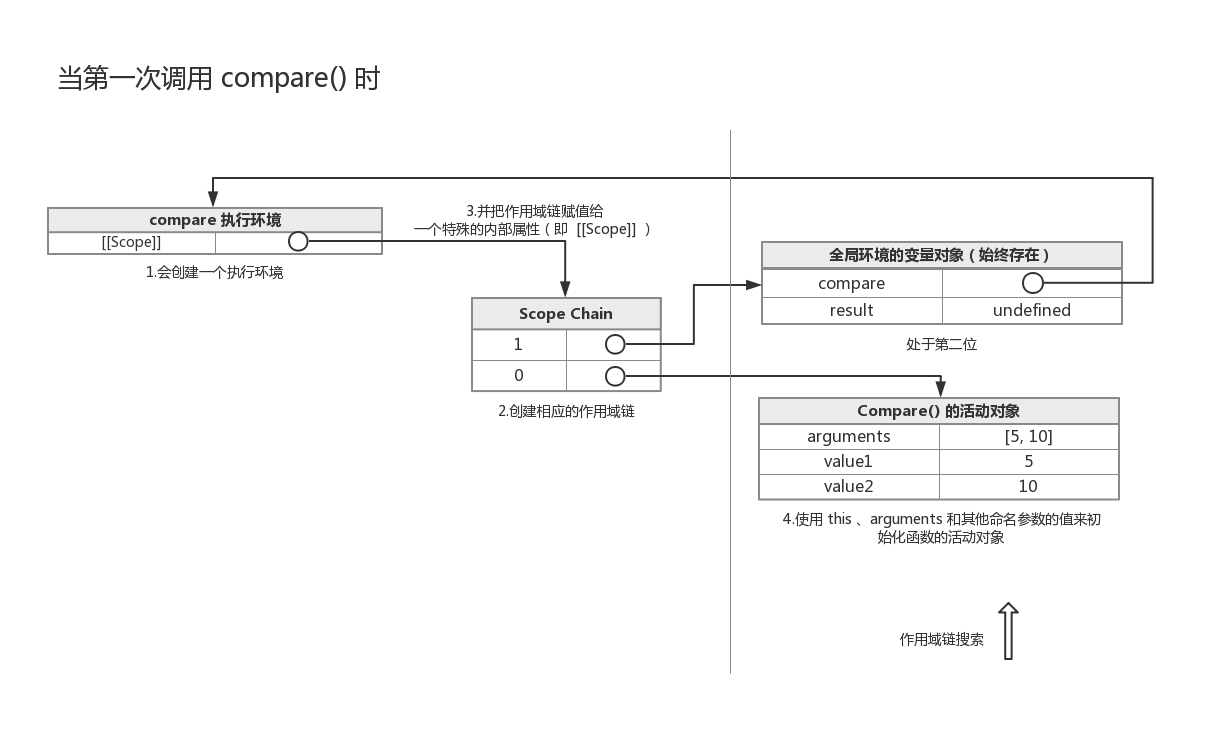 当第一次调用 compare() 时
compare 执行环境
[[Scope]]
1.会创建一个执行环境
3.并把作用域链赋值给
一个特殊的内部属性（即 [[Scope]] ）
Scope Chain
1
0
2.创建相应的作用域链
全局环境的变量对象（始终存在）
compare
result undefined
处于第二位
Compare() 的活动对象
arguments [5, 10]
value1 5
value2 10
4.使用 this 、arguments 和其他命名参数的值来初
始化函数的活动对象
作用域链搜索